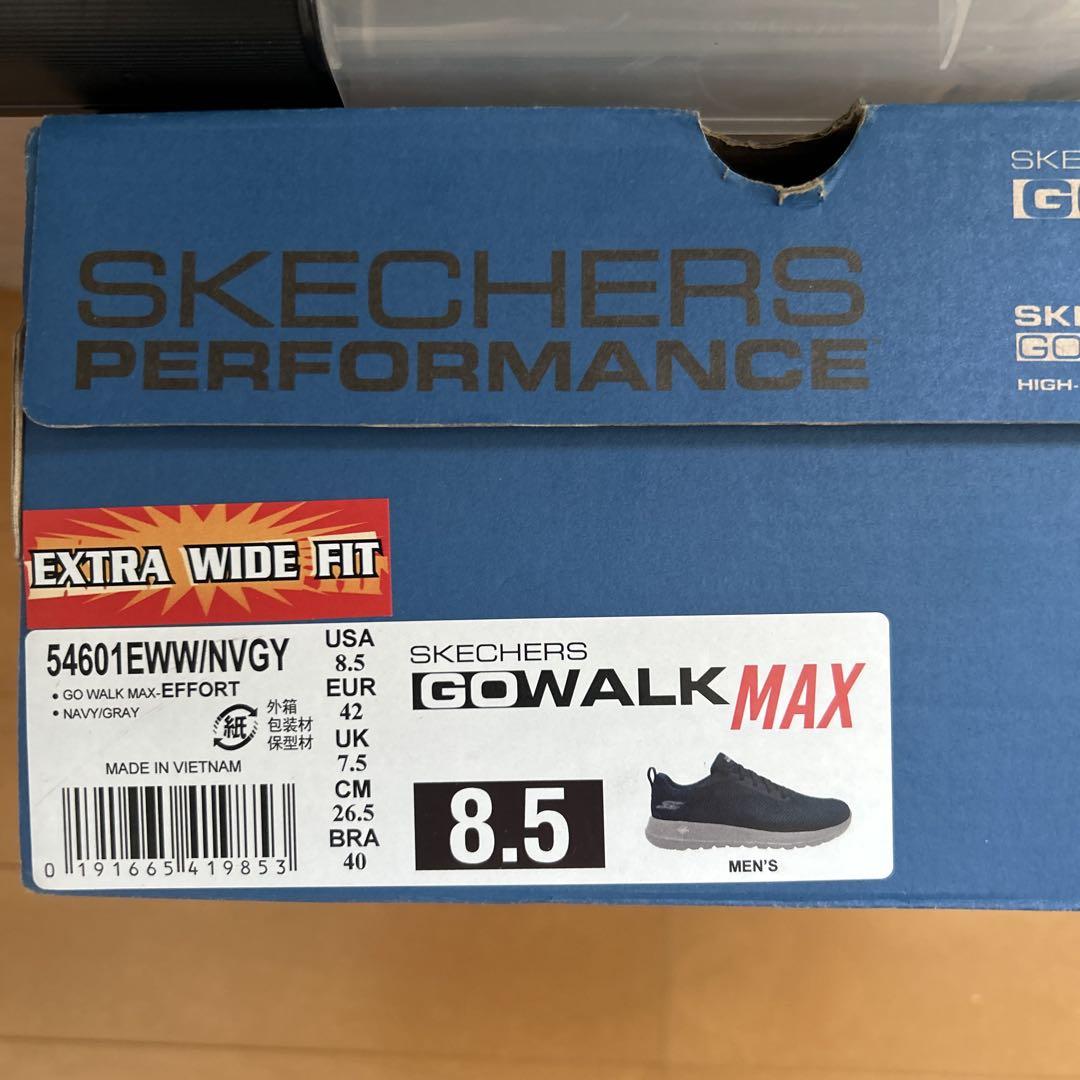 SKECHERS
PERFORMANCE
SKE
G
SKE
GO
HIGH-
EXTRA WIDE FIT
54601EWW/NVGY
• GO WALK MAX-EFFORT
• NAVY/GRAY
紙
外箱
包装材
保型材
MADE IN VIETNAM
0 191665 419853
USA
8.5
EUR
42
UK
7.5
CM
26.5
BRA
40
SKECHERS
GOWALK MAX
8.5
MEN'S